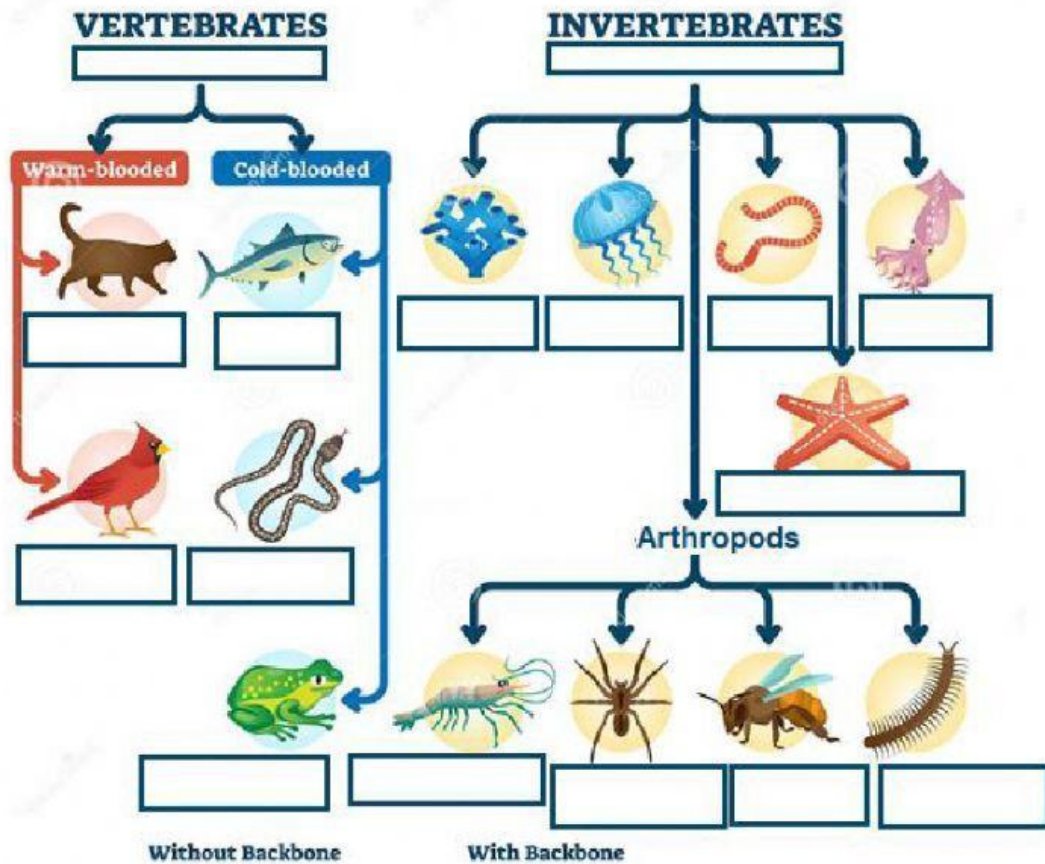 VERTEBRATES
INVERTEBRATES
Warm-blooded
Cold-blooded
Arthropods
Without Backbone
With Backbone